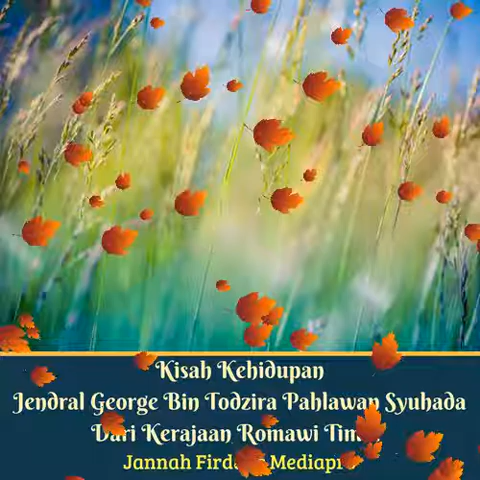 Kisah Kehidupan
Jendral George Bin Todzira Pahlawan Syuhada
Dari Kerajaan Romawi
Jannah